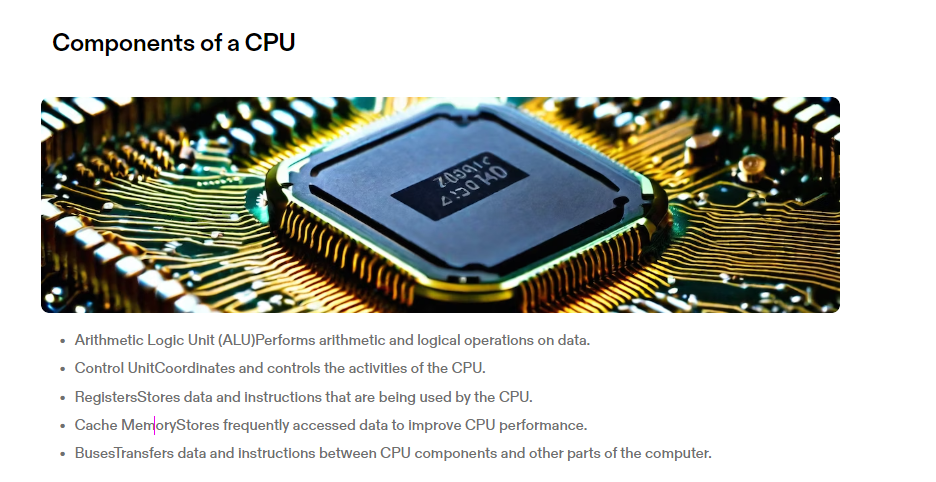 Components of a CPU
Arithmetic Logic Unit (ALU)Performs arithmetic and logical operations on data.
Control UnitCoordinates and controls the activities of the CPU.
RegistersStores data and instructions that are being used by the CPU.
Cache MemoryStores frequently accessed data to improve CPU performance.
BusesTransfers data and instructions between CPU components and other parts of the computer.